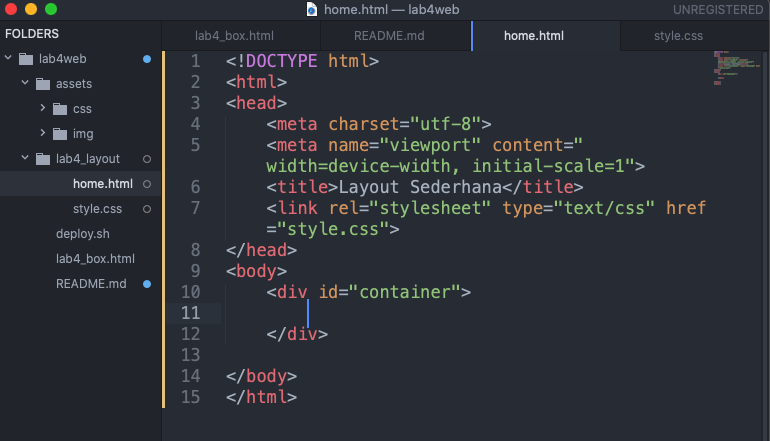 home.html — lab4web
UNREGISTERED
FOLDERS
lab4web
assets
css
img
lab4_layout
home.html
style.css
deploy.sh
lab4_box.html
README.md
lab4_box.html README.md home.html style.css
1 <!DOCTYPE html>
2 <html>
3 <head>
4 <meta charset="utf-8">
5 <meta name="viewport" content="
width=device-width, initial-scale=1">
6 <title>Layout Sederhana</title>
7 <link rel="stylesheet" type="text/css" href
="style.css">
8 </head>
9 <body>
10 <div id="container">
11
12 </div>
13
14 </body>
15 </html>